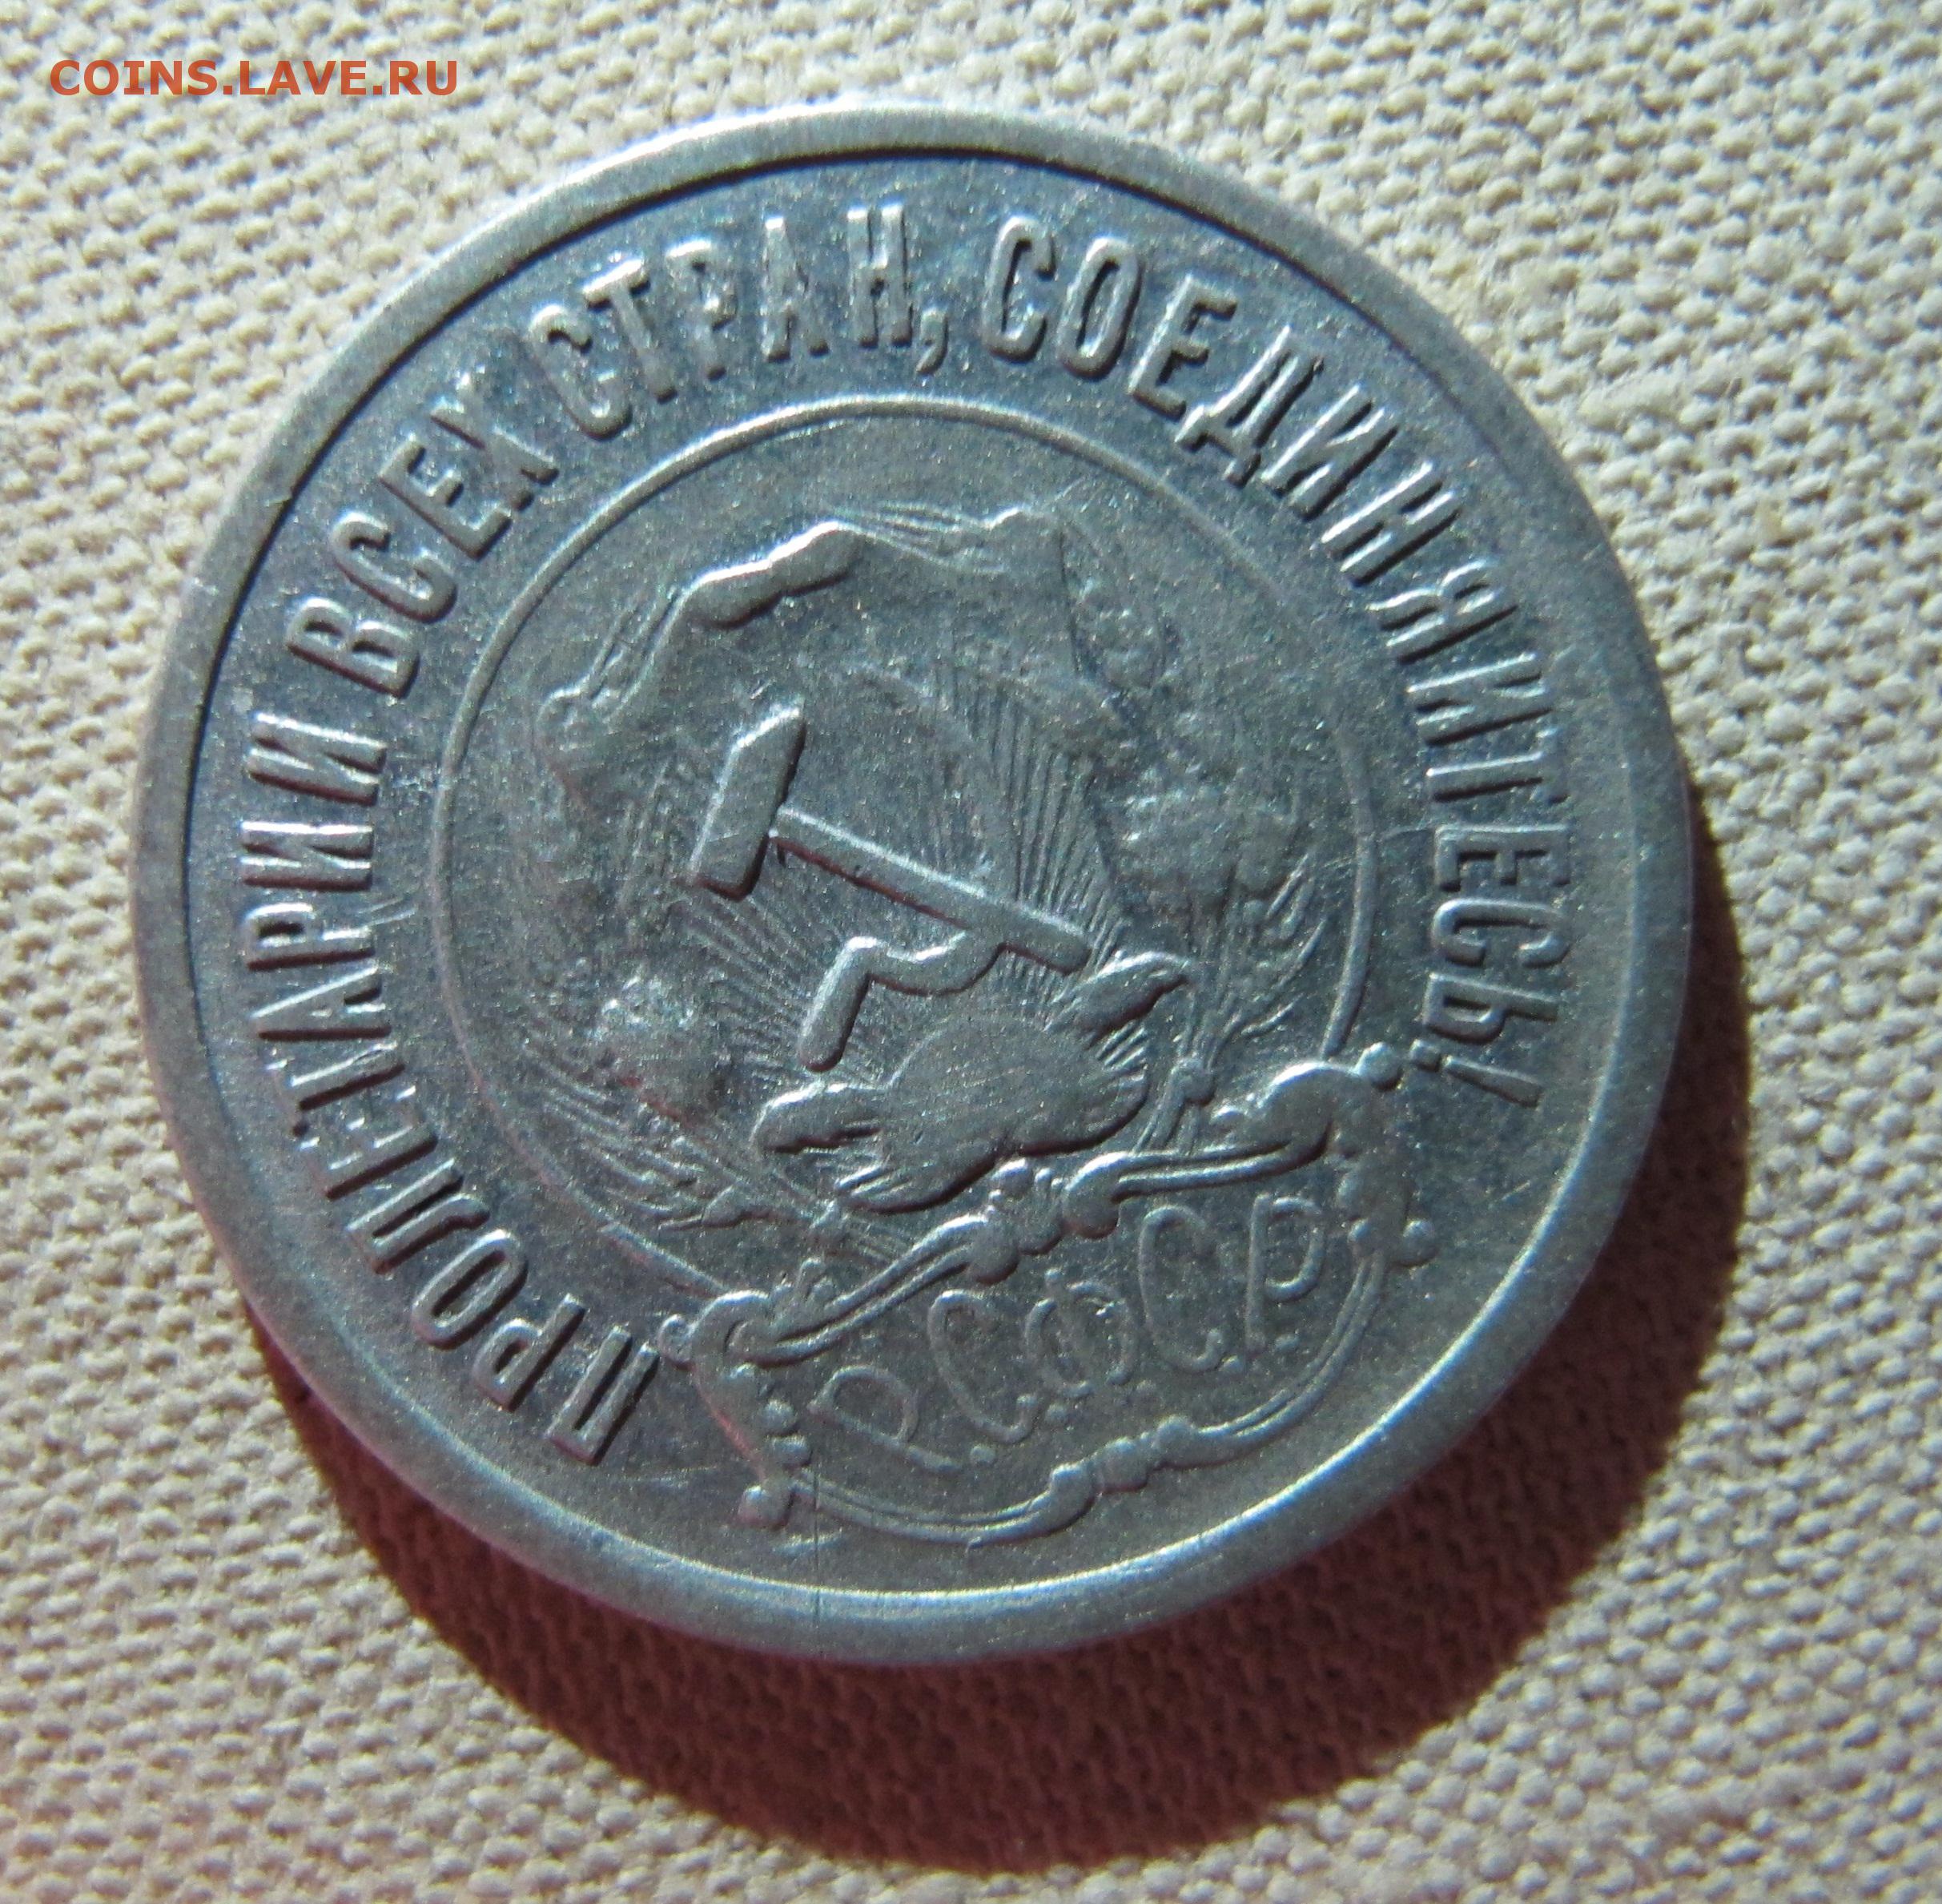 COINS.LAVE.RU
ПРОЛЕТАРИИ ВСЕХ СТРАН, СОЕДИНЯЙТЕСЬ!
Р.С.Ф.С.Р.